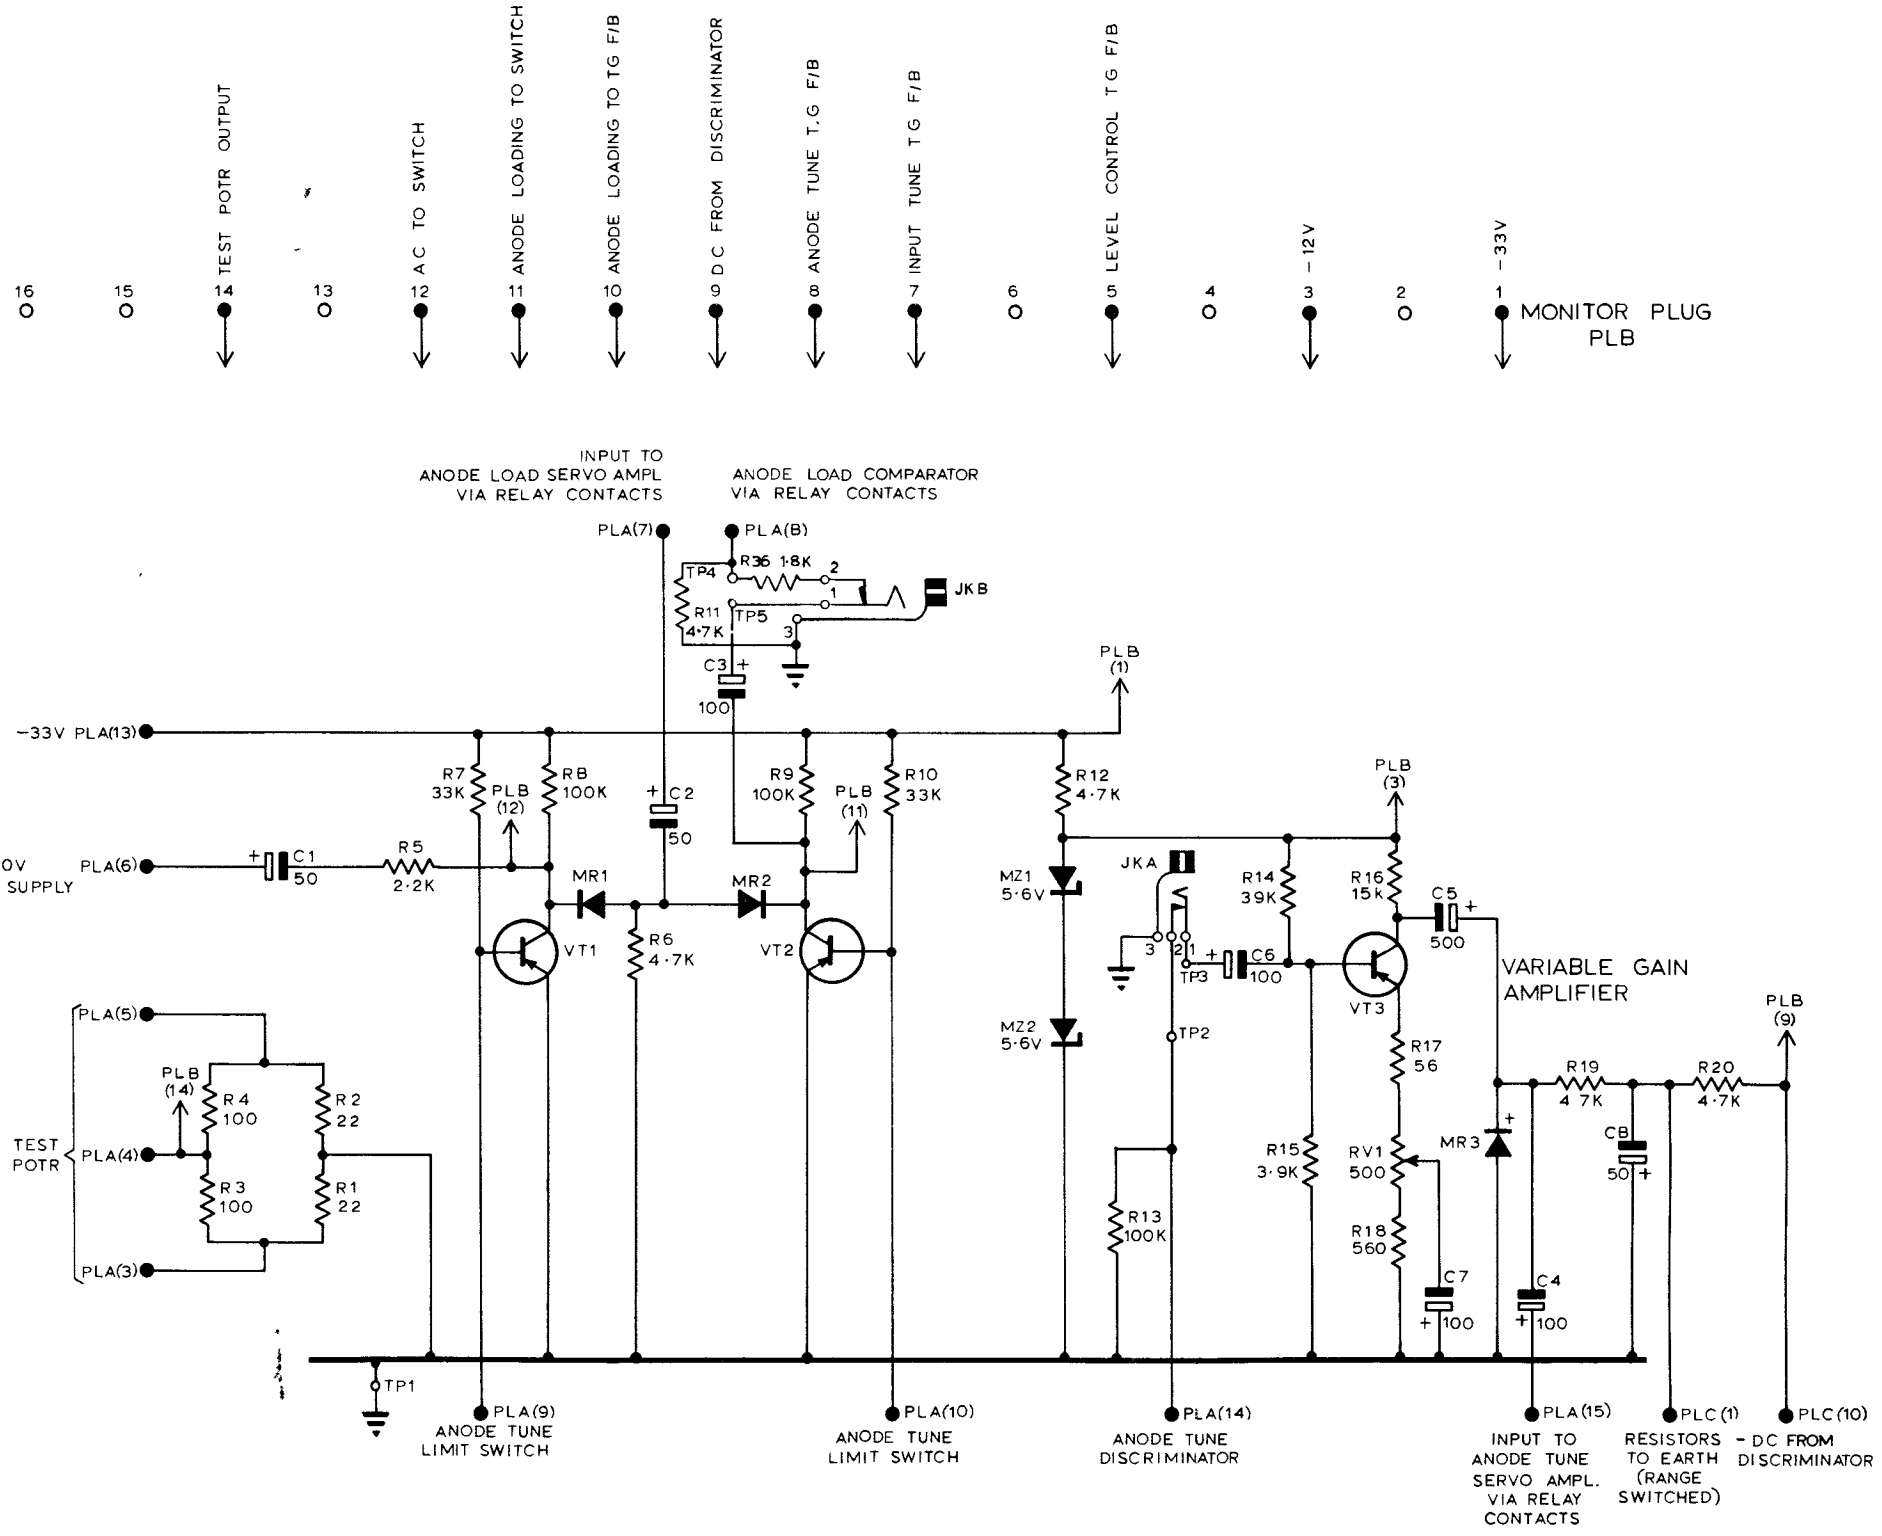 TEST POTR OUTPUT
AC TO SWITCH
ANODE LOADING TO SWITCH
ANODE LOADING TO TG F/B
DC FROM DISCRIMINATOR
ANODE TUNE T.G F/B
INPUT TUNE TG F/B
LEVEL CONTROL TG F/B
-12V
-33V
16 15 14 13 12 11 10 9 8 7 6 5 4 3 2 1
MONITOR PLUG
PLB
INPUT TO
ANODE LOAD SERVO AMPL
VIA RELAY CONTACTS
ANODE LOAD COMPARATOR
VIA RELAY CONTACTS
PLA(7)
PLA(8)
TP4
R36 1·8K
2
1
JKB
R11
4·7K
TP5
3
C3 +
100
PLB
(1)
-33V PLA(13)
R7
33K
PLB
(12)
R8
100K
+ C2
50
R9
100K
PLB
(11)
R10
33K
R12
4·7K
PLB
(3)
0V
SUPPLY
PLA(6)
+ C1
50
R5
2·2K
MR1
MR2
MZ1
5·6V
JKA
R14
39K
R16
15K
C5 +
500
VT1
R6
4·7K
VT2
3 2 1
TP3
+ C6
100
VT3
VARIABLE GAIN
AMPLIFIER
PLA(5)
MZ2
5·6V
TP2
R17
56
PLB
(9)
PLB
(14)
R4
100
R2
22
R19
4·7K
R20
4·7K
TEST
POTR
PLA(4)
R3
100
R1
22
R15
3·9K
RV1
500
MR3
+
C8
50 +
R13
100K
R18
560
PLA(3)
C7
+ 100
C4
+ 100
TP1
PLA(9)
ANODE TUNE
LIMIT SWITCH
PLA(10)
ANODE TUNE
LIMIT SWITCH
PLA(14)
ANODE TUNE
DISCRIMINATOR
PLA(15)
INPUT TO
ANODE TUNE
SERVO AMPL.
VIA RELAY
CONTACTS
PLC(1)
RESISTORS
TO EARTH
(RANGE
SWITCHED)
PLC(10)
- DC FROM
DISCRIMINATOR